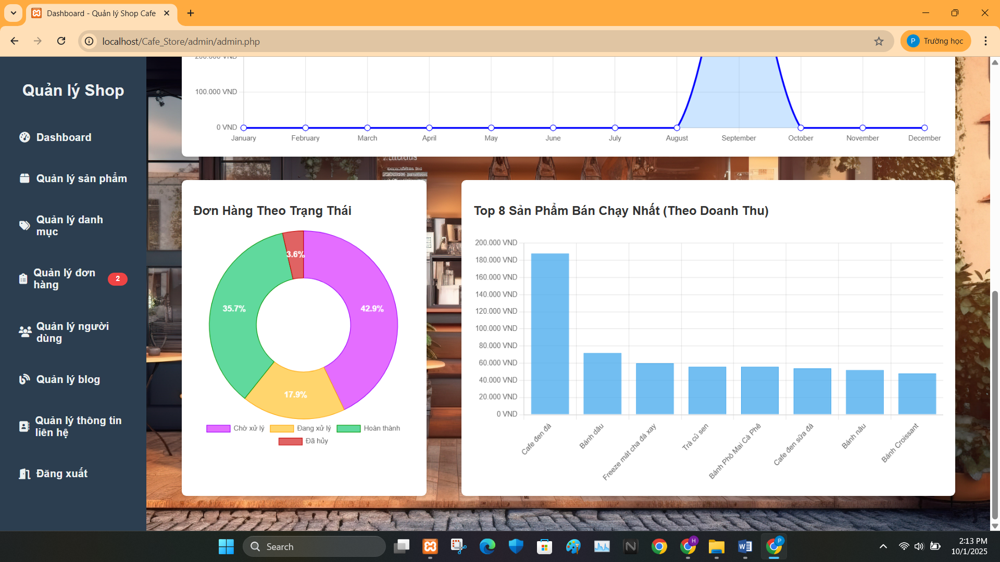 Dashboard - Quản lý Shop Cafe
localhost/Cafe_Store/admin/admin.php
Trường học
Quản lý Shop
Dashboard
Quản lý sản phẩm
Quản lý danh
mục
Quản lý đơn
hàng
2
Quản lý người
dùng
Quản lý blog
Quản lý thông tin
liên hệ
Đăng xuất
200.000 VND
100.000 VND
0 VND
January February March April May June July August September October November December
Đơn Hàng Theo Trạng Thái
3.6%
42.9%
35.7%
17.9%
Chờ xử lý Đang xử lý Hoàn thành
Đã hủy
Top 8 Sản Phẩm Bán Chạy Nhất (Theo Doanh Thu)
200.000 VND
180.000 VND
160.000 VND
140.000 VND
120.000 VND
100.000 VND
80.000 VND
60.000 VND
40.000 VND
20.000 VND
0 VND
Cafe đen đá
Bánh dâu
Freeze mát cha đá xay
Trà củ sen
Bánh Phô Mai Cà Phê
Cafe đen sữa đá
Bánh nâu
Bánh Croissant
Search
2:13 PM
10/1/2025